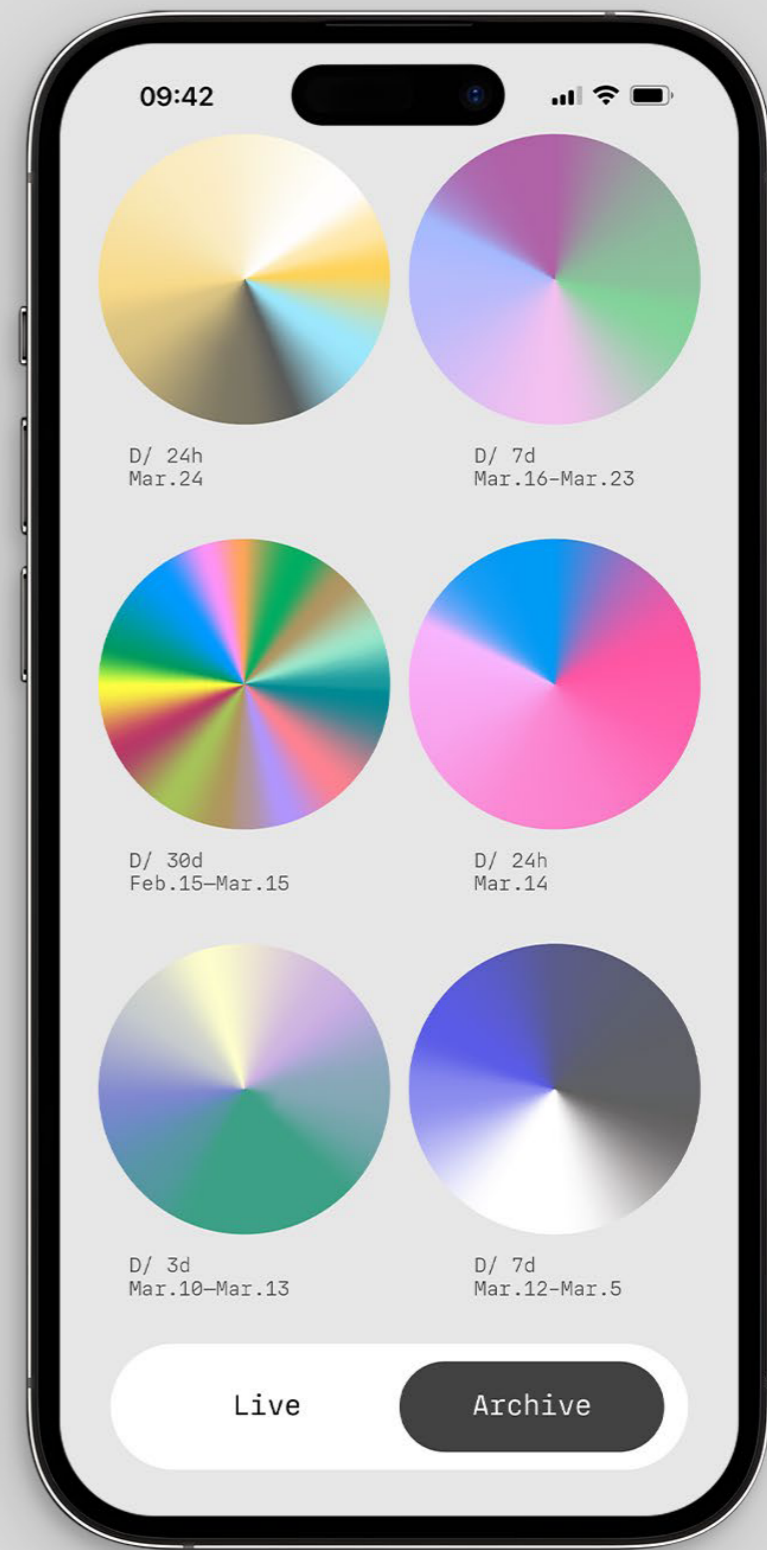 09:42
D/ 24h
Mar.24
D/ 7d
Mar.16–Mar.23
D/ 30d
Feb.15—Mar.15
D/ 24h
Mar.14
D/ 3d
Mar.10—Mar.13
D/ 7d
Mar.12–Mar.5
Live
Archive